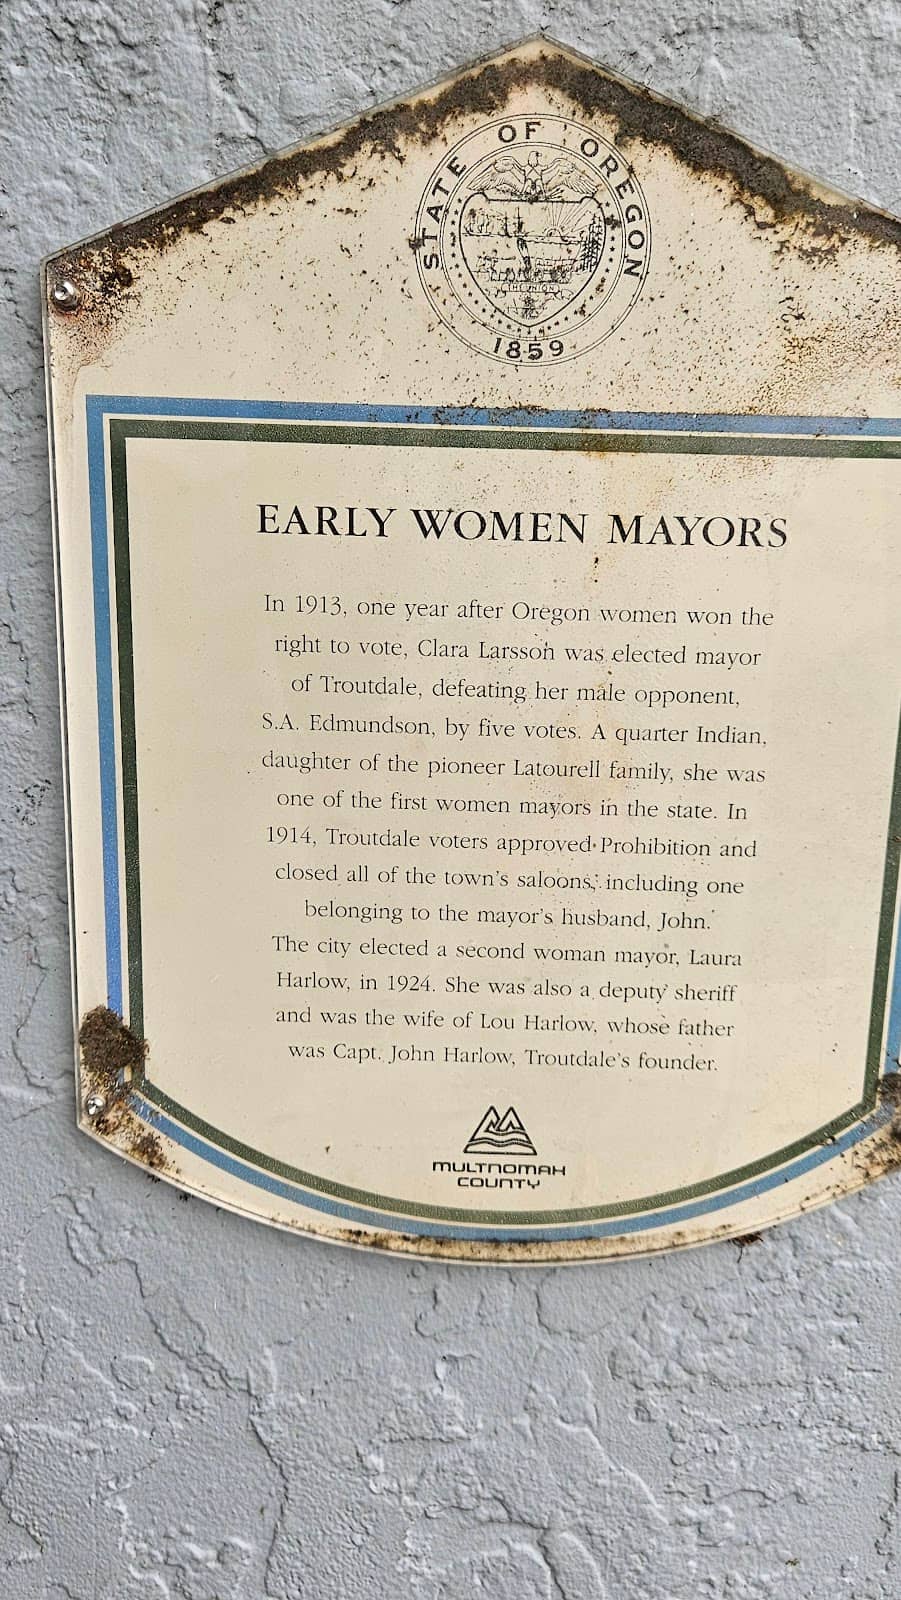 STATE OF OREGON
THE UNION
1859
EARLY WOMEN MAYORS
In 1913, one year after Oregon women won the
right to vote, Clara Larsson was elected mayor
of Troutdale, defeating her male opponent,
S.A. Edmundson, by five votes. A quarter Indian,
daughter of the pioneer Latourell family, she was
one of the first women mayors in the state. In
1914, Troutdale voters approved Prohibition and
closed all of the town's saloons, including one
belonging to the mayor's husband, John.
The city elected a second woman mayor, Laura
Harlow, in 1924. She was also a deputy sheriff
and was the wife of Lou Harlow, whose father
was Capt. John Harlow, Troutdale's founder.
MULTNOMAH
COUNTY